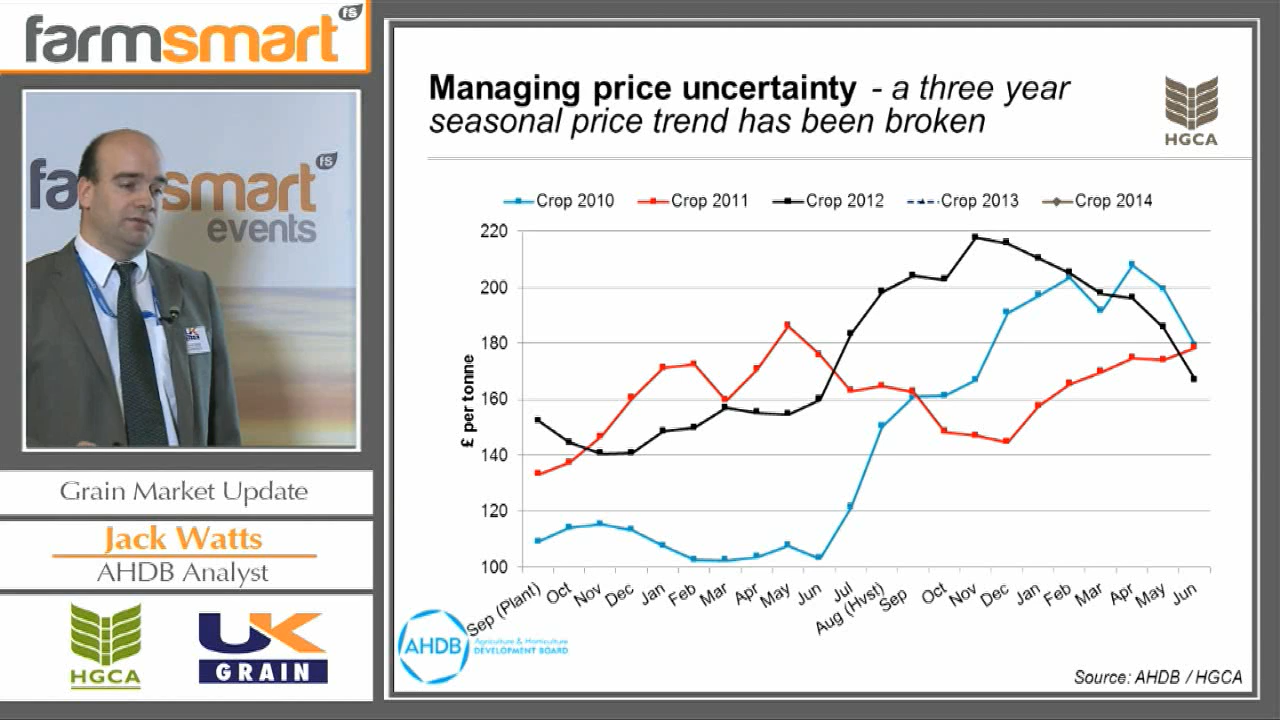 farmsmart fs
farmsmart fs
events
UK
Grain Market Update
Jack Watts
AHDB Analyst
HGCA
UK
GRAIN
Managing price uncertainty - a three year
seasonal price trend has been broken
HGCA
Crop 2010 Crop 2011 Crop 2012 Crop 2013 Crop 2014
£ per tonne
220
200
180
160
140
120
100
Sep (Plant) Oct Nov Dec Jan Feb Mar Apr May Jun Jul Aug (Hvst) Sep Oct Nov Dec Jan Feb Mar Apr May Jun
AHDB
Agriculture & Horticulture
DEVELOPMENT BOARD
Source: AHDB / HGCA